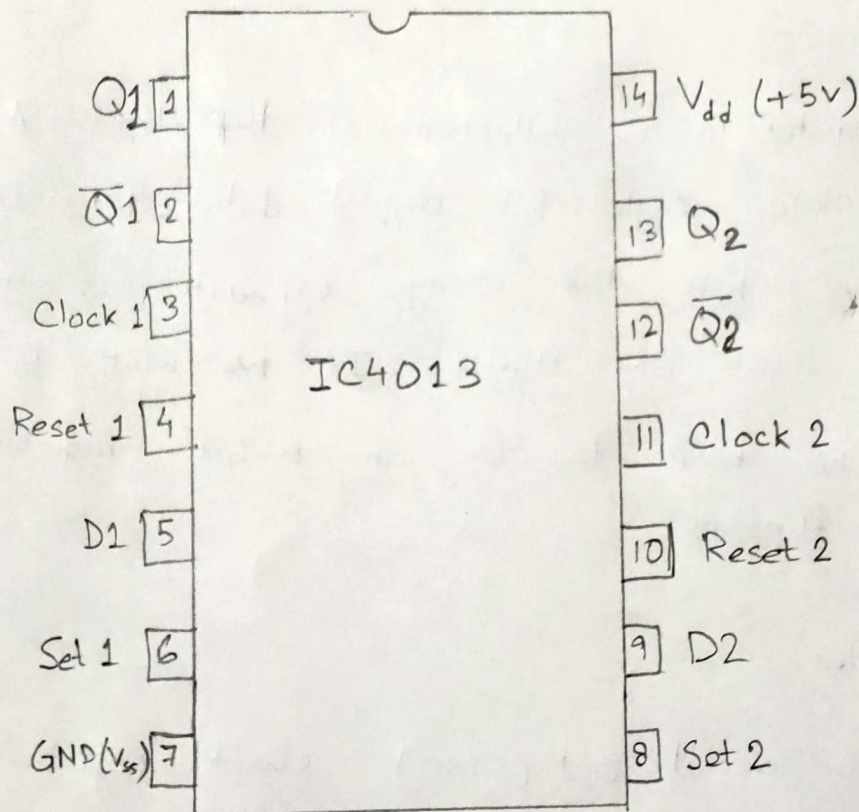 Q1 1
Q̅1 2
Clock 1 3
Reset 1 4
D1 5
Set 1 6
GND(Vss) 7
IC4013
14 Vdd (+5V)
13 Q2
12 Q̅2
11 Clock 2
10 Reset 2
9 D2
8 Set 2